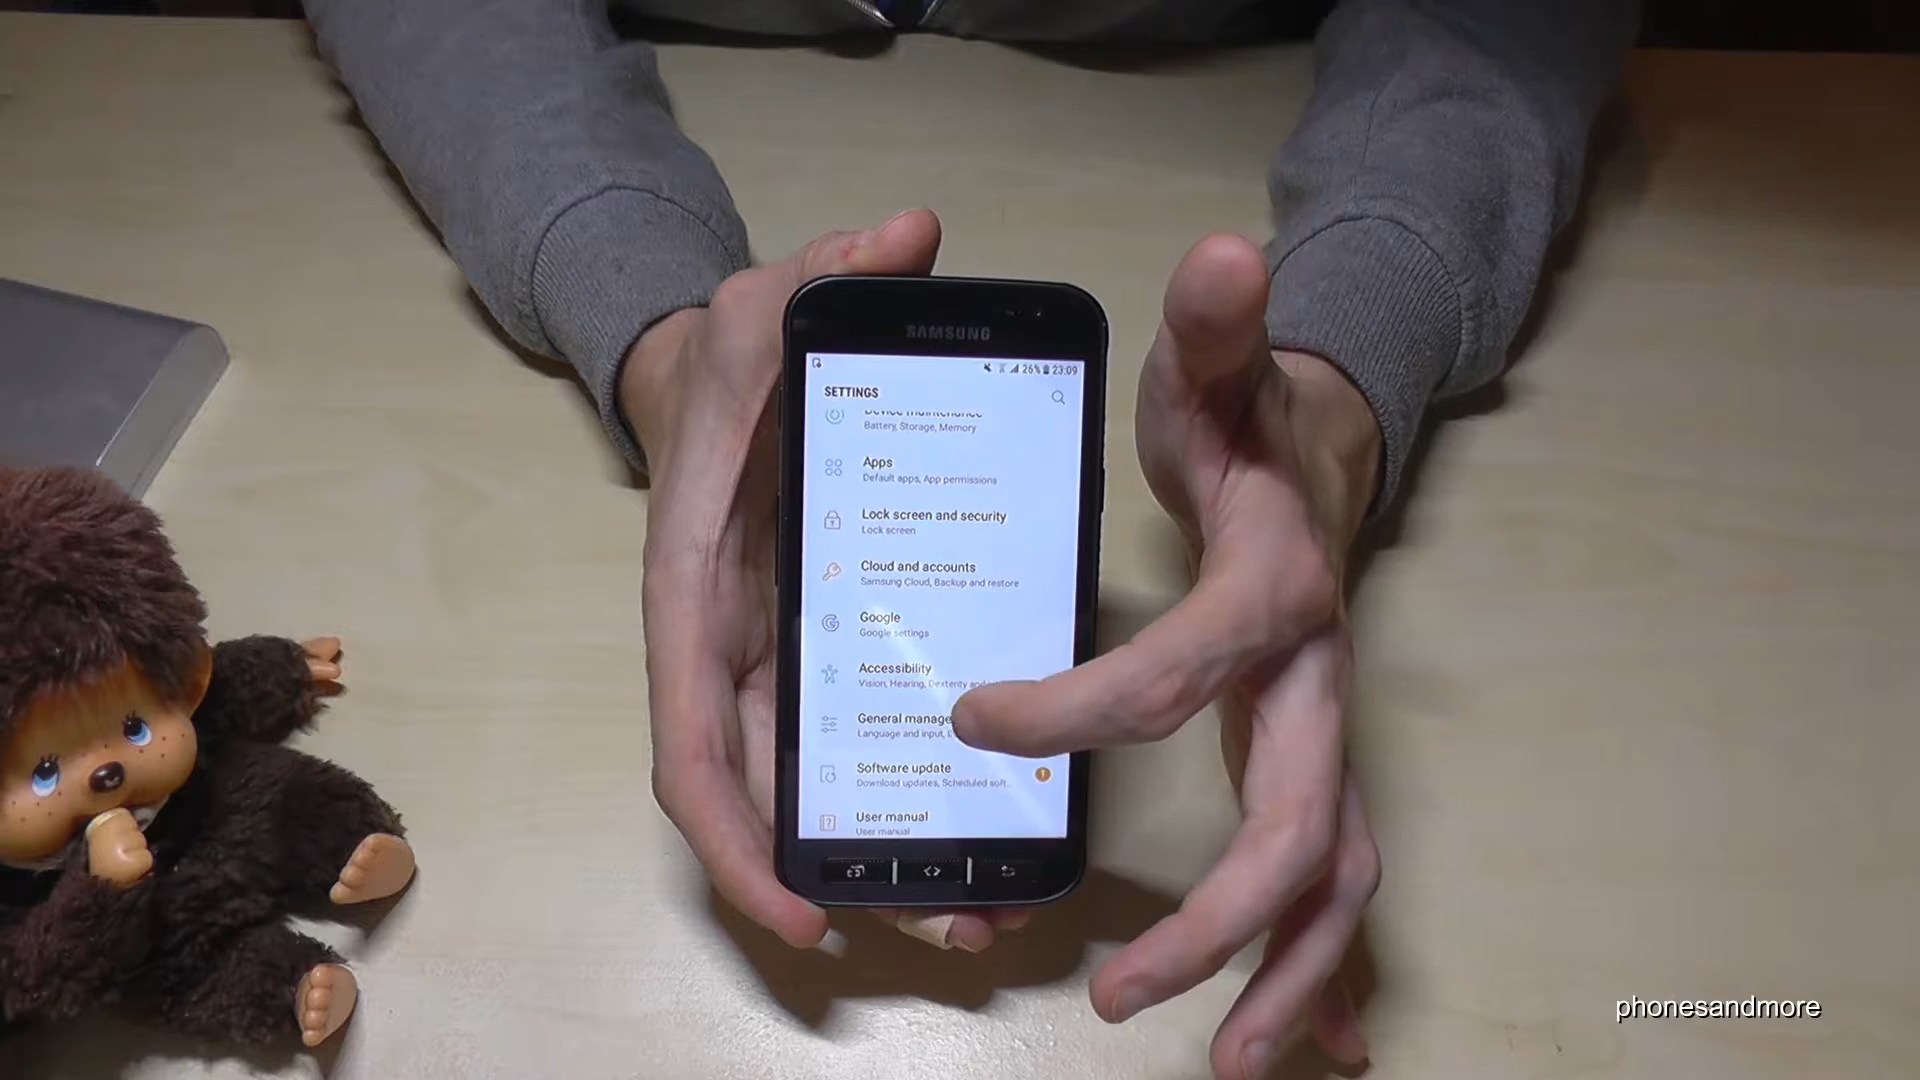 SAMSUNG
26% 23:09
SETTINGS
Device maintenance
Battery, Storage, Memory
Apps
Default apps, App permissions
Lock screen and security
Lock screen
Cloud and accounts
Samsung Cloud, Backup and restore
Google
Google settings
Accessibility
Vision, Hearing, Dexterity and
General manage
Language and input,
Software update
Download updates, Scheduled soft...
User manual
User manual
phonesandmore